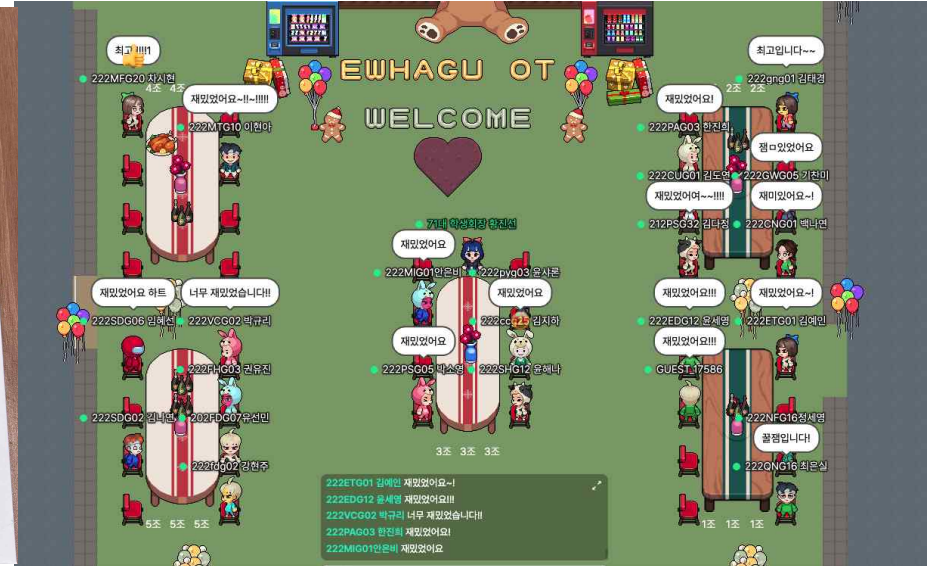 EWHAGU OT
WELCOME
최고!!!!1
222MFG20 차시현
4조 4조
재밌었어요~!!~!!!!!
222MTG10 이현아
최고입니다~~
222gng01 김태경
2조 2조
재밌었어요!
222PAG03 한진희
잼ㅁ있었어요
222CUG01 김도연
222GWG05 기찬미
재밌었어여~~!!!!
재미있어요~!
212PSG32 김다정
222CNG01 백나연
71대 학생회장 황진선
재밌었어요
222MIG01안은비
222pyg03 윤샤론
재밌었어요 하트
너무 재밌었습니다!!
재밌었어요
재밌었어요!!!
재밌었어요~!
222SDG06 임혜선
222VCG02 박규리
김지하
222EDG12 윤세영
222ETG01 김예인
재밌었어요
재밌었어요!!!
222FHG03 권유진
222PSG05 박소영
222SHG12 윤해나
GUEST_17586
222SDG02 김나연
202FDG07유선민
222NFG16정세영
꿀잼입니다!
3조 3조 3조
222fdg02 김현주
222QNG16 최은실
5조 5조 5조
1조 1조 1조
222ETG01 김예인 재밌었어요~!
222EDG12 윤세영 재밌었어요!!!
222VCG02 박규리 너무 재밌었습니다!!
222PAG03 한진희 재밌었어요!
222MIG01안은비 재밌었어요